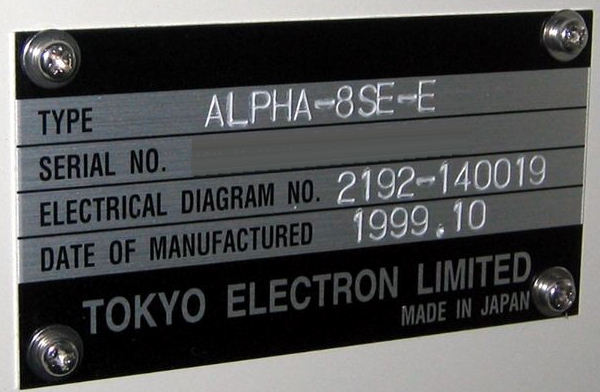 TYPE ALPHA-8SE-E
SERIAL NO.
ELECTRICAL DIAGRAM NO. 2192-140019
DATE OF MANUFACTURED 1999.10
TOKYO ELECTRON LIMITED
MADE IN JAPAN